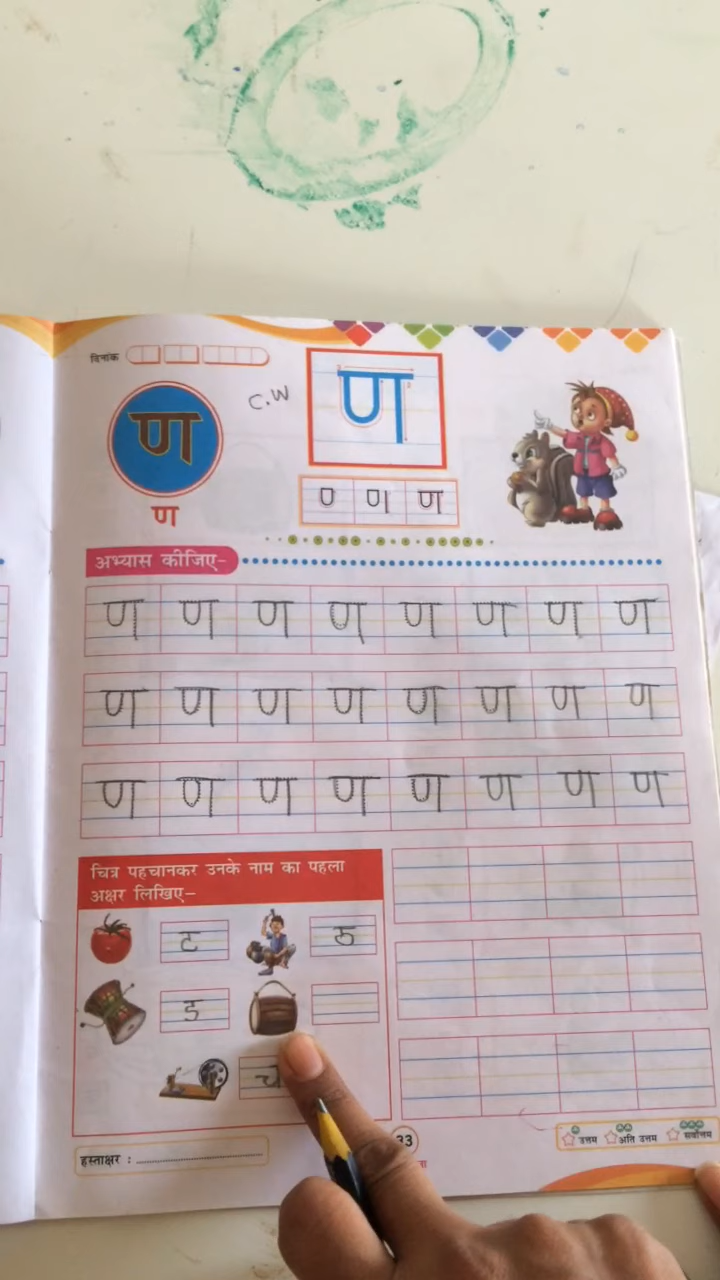 दिनांक
C.W
ण
ण
ण
ण ण
अभ्यास कीजिए-
ण ण ण ण ण ण ण ण
ण ण ण ण ण ण ण ण
ण ण ण ण ण ण ण ण
चित्र पहचानकर उनके नाम का पहला
अक्षर लिखिए-
ट ठ
ड
च
हस्ताक्षर :
33
उत्तम अति उत्तम सर्वोत्तम